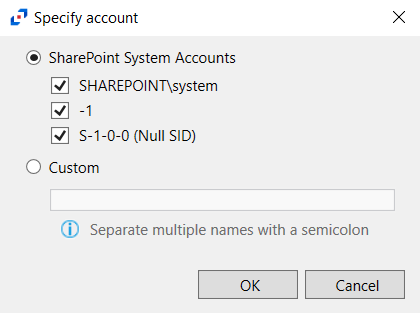 Specify account
SharePoint System Accounts
SHAREPOINT\system
-1
S-1-0-0 (Null SID)
Custom
Separate multiple names with a semicolon
OK
Cancel